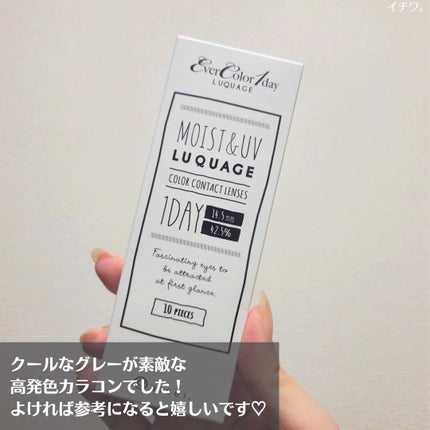 イチワ。
EverColor1day
LUQUAGE
MOIST&UV
LUQUAGE
COLOR CONTACT LENSES
1DAY
14.5mm
42.5%
Fascinating eyes to
be attracted
at first glance.
10 PIECES
クールなグレーが素敵な
高発色カラコンでした！
よければ参考になると嬉しいです♡